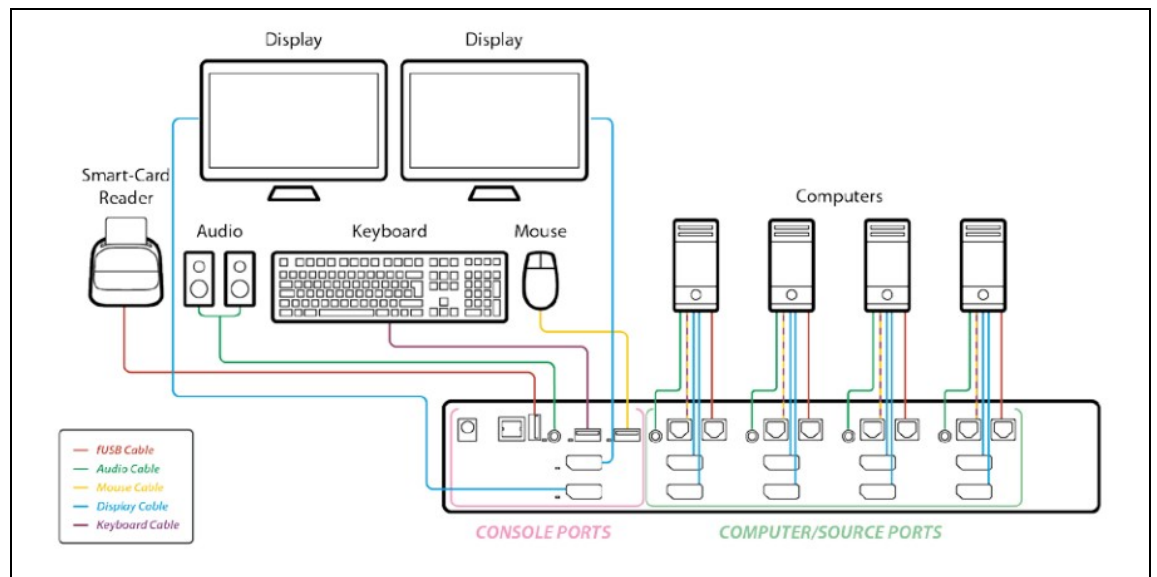 Display
Display
Smart-Card
Reader
Audio
Keyboard
Mouse
Computers
fUSB Cable
Audio Cable
Mouse Cable
Display Cable
Keyboard Cable
CONSOLE PORTS
COMPUTER/SOURCE PORTS